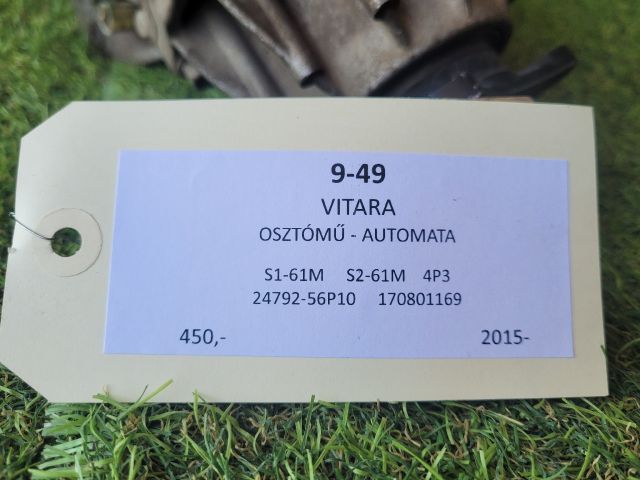 9-49
VITARA
OSZTÓMŰ - AUTOMATA
S1-61M S2-61M 4P3
24792-56P10 170801169
450,- 2015-